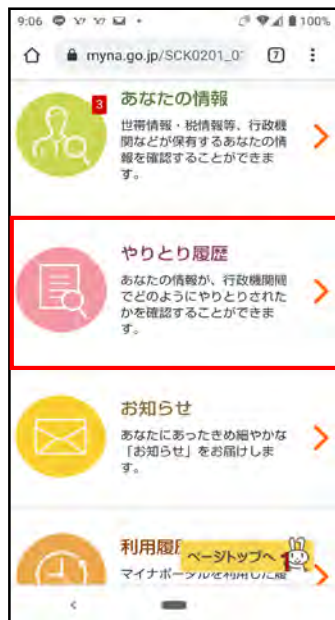 9:06 100%
myna.go.jp/SCK0201_0 7
3
あなたの情報
世帯情報・税情報等、行政機
関などが保有するあなたの情
報を確認することができま
す。
やりとり履歴
あなたの情報が、行政機関間
でどのようにやりとりされた
かを確認することができま
す。
お知らせ
あなたにあったきめ細やかな
「お知らせ」をお届けしま
す。
利用履
ページトップへ
マイナポータルを利用した履